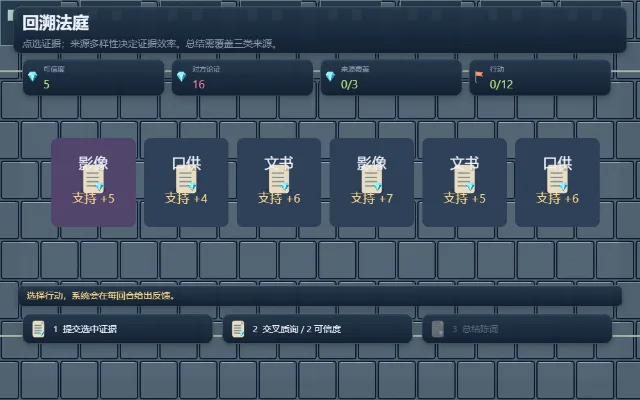 回溯法庭
点选证据；来源多样性决定证据效率。总结需覆盖三类来源。
可信度
5
对方论证
16
来源覆盖
0/3
行动
0/12
影像
支持 +5
口供
支持 +4
文书
支持 +6
影像
支持 +7
文书
支持 +5
口供
支持 +6
选择行动，系统会在每回合给出反馈。
1 提交选中证据
2 交叉质询 / 2 可信度
3 总结陈词